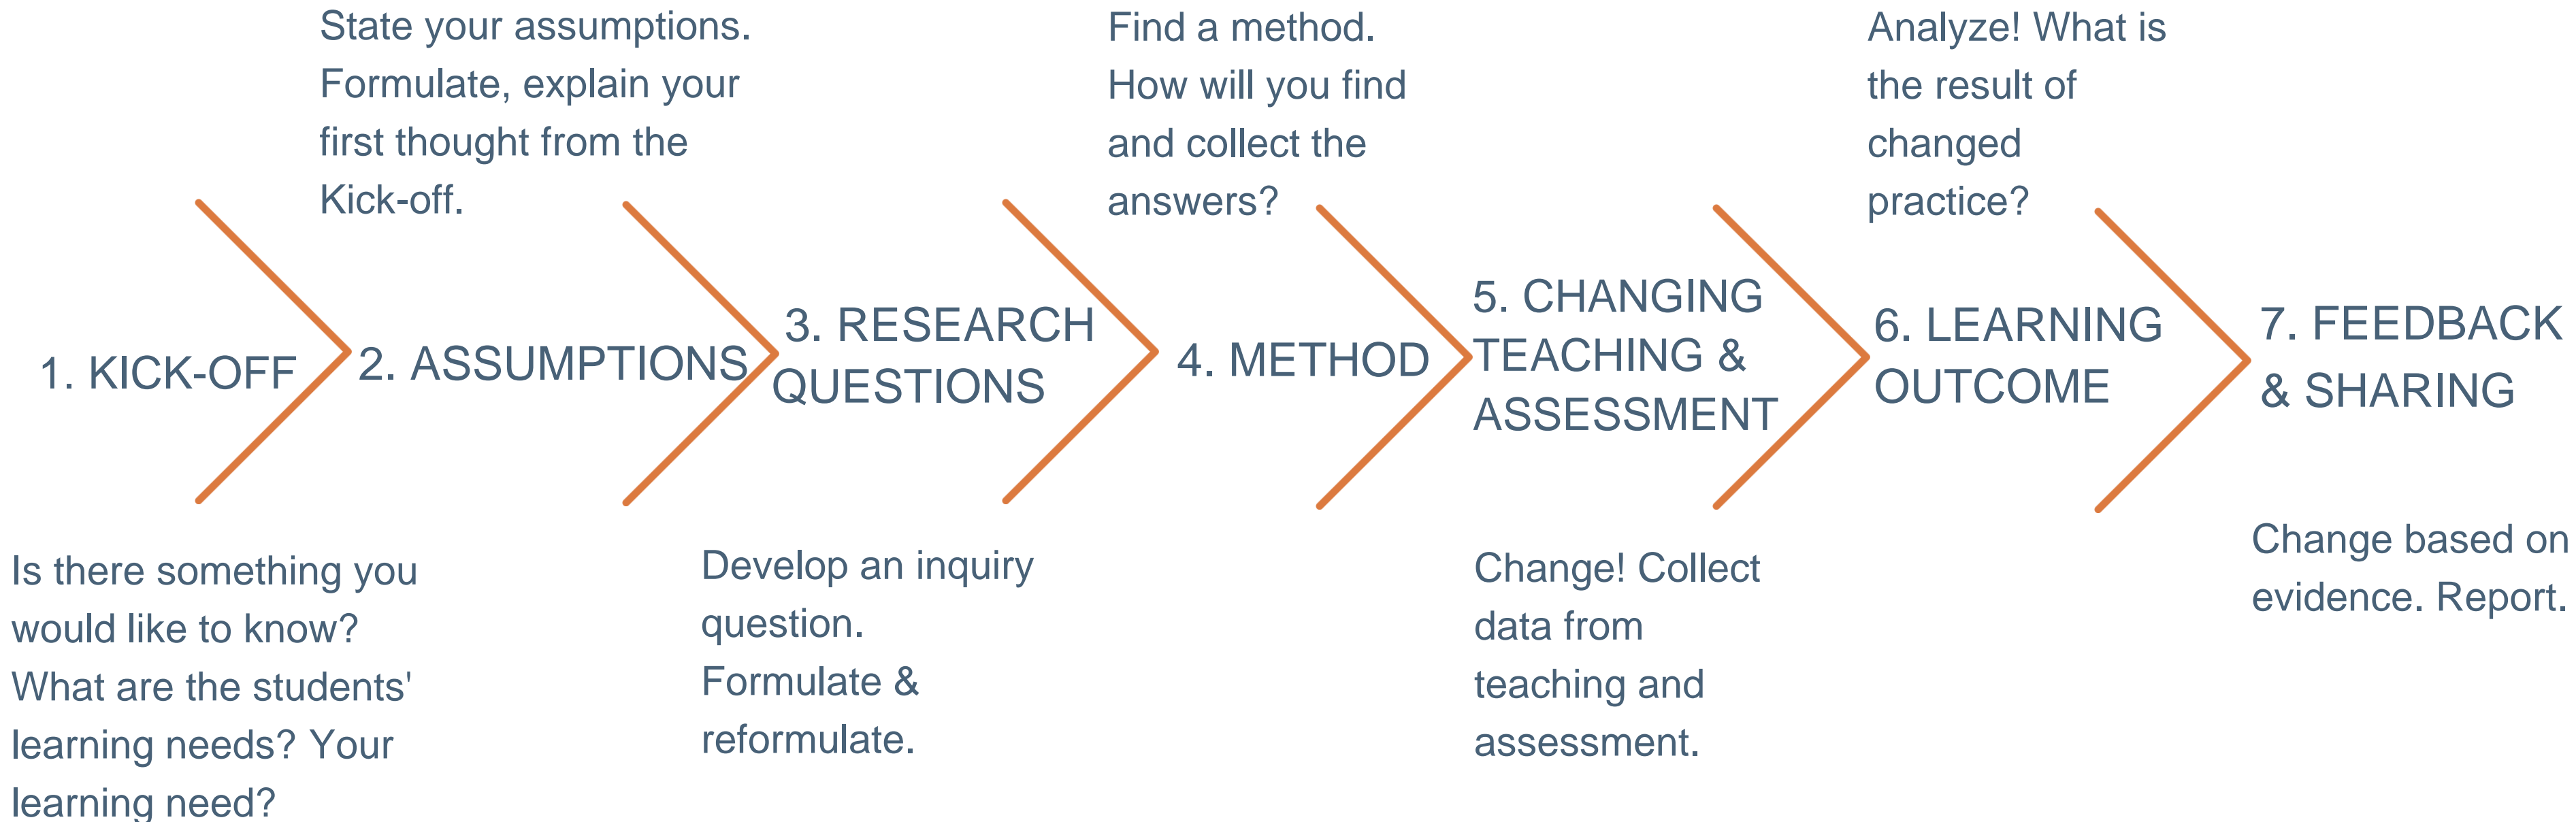 State your assumptions.
Formulate, explain your
first thought from the
Kick-off.
Find a method.
How will you find
and collect the
answers?
Analyze! What is
the result of
changed
practice?
1. KICK-OFF
2. ASSUMPTIONS
3. RESEARCH
QUESTIONS
4. METHOD
5. CHANGING
TEACHING &
ASSESSMENT
6. LEARNING
OUTCOME
7. FEEDBACK
& SHARING
Is there something you
would like to know?
What are the students'
learning needs? Your
learning need?
Develop an inquiry
question.
Formulate &
reformulate.
Change! Collect
data from
teaching and
assessment.
Change based on
evidence. Report.